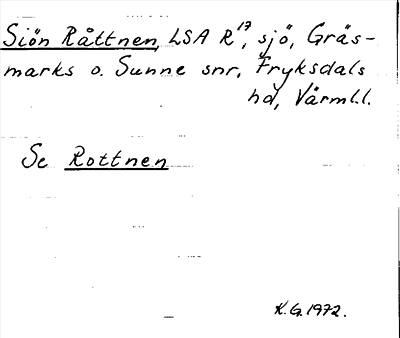 Siön Råttnen, LSA R¹⁷, sjö, Gräs-
marks o. Sunne snr, Fryksdals
hd, Värml.l.
Se Rottnen
K.G.1972.